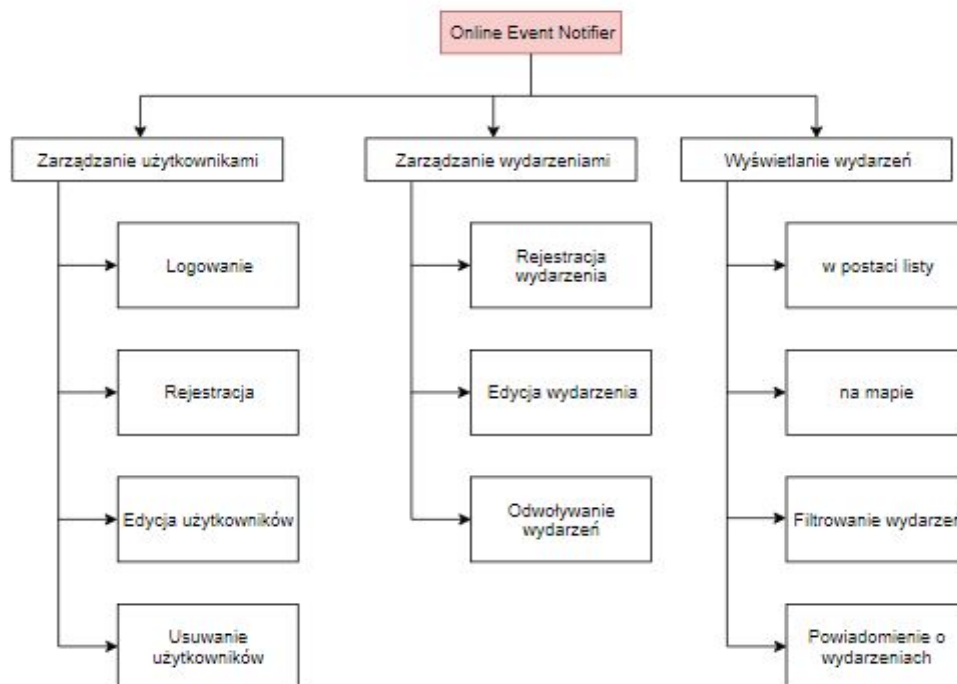 Online Event Notifier
Zarządzanie użytkownikami
Zarządzanie wydarzeniami
Wyświetlanie wydarzeń
Logowanie
Rejestracja
Edycja użytkowników
Usuwanie
użytkowników
Rejestracja
wydarzenia
Edycja wydarzenia
Odwoływanie
wydarzeń
w postaci listy
na mapie
Filtrowanie wydarzeń
Powiadomienie o
wydarzeniach